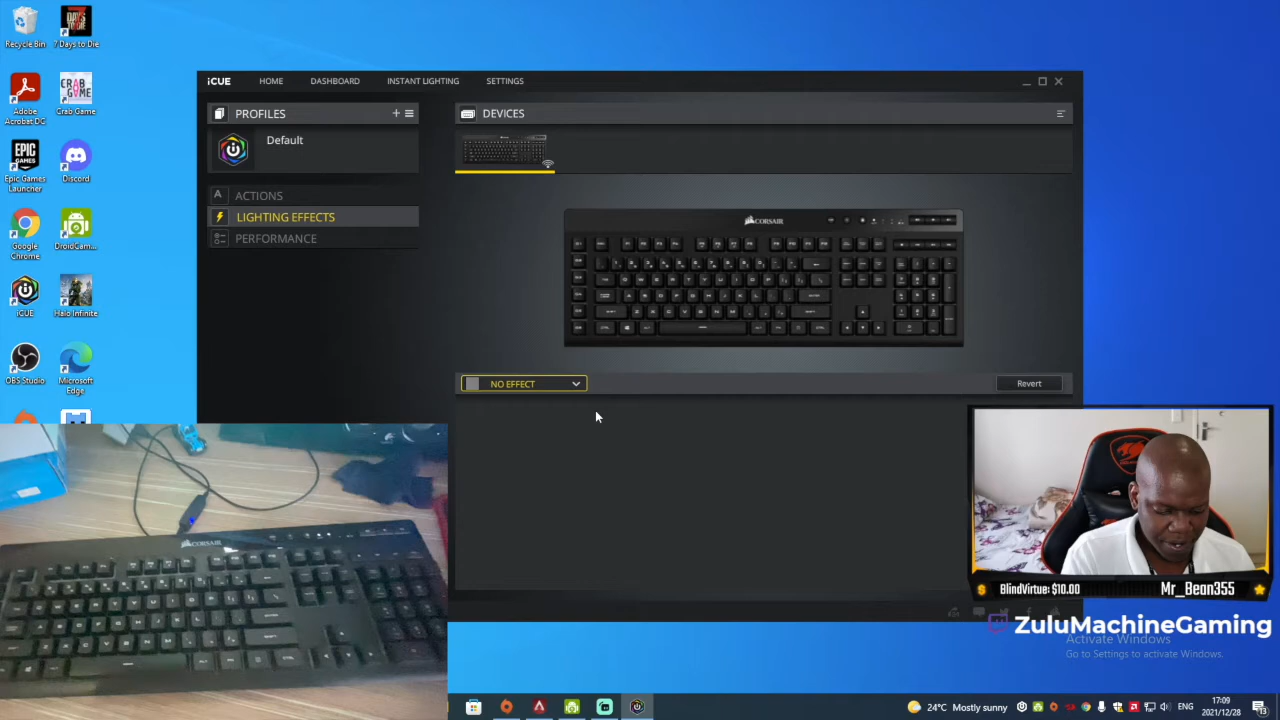 Recycle Bin
7 Days to Die
Adobe
Acrobat DC
Crab Game
Epic Games
Launcher
Discord
Google
Chrome
DroidCam...
iCUE
Halo Infinite
OBS Studio
Microsoft
Edge
iCUE
HOME
DASHBOARD
INSTANT LIGHTING
SETTINGS
PROFILES
Default
ACTIONS
LIGHTING EFFECTS
PERFORMANCE
DEVICES
CORSAIR
NO EFFECT
Revert
CORSAIR
BlindVirtue: $10.00
Mr_Bean355
ZuluMachineGaming
Activate Windows
Go to Settings to activate Windows.
24°C Mostly sunny
17:09
2021/12/28